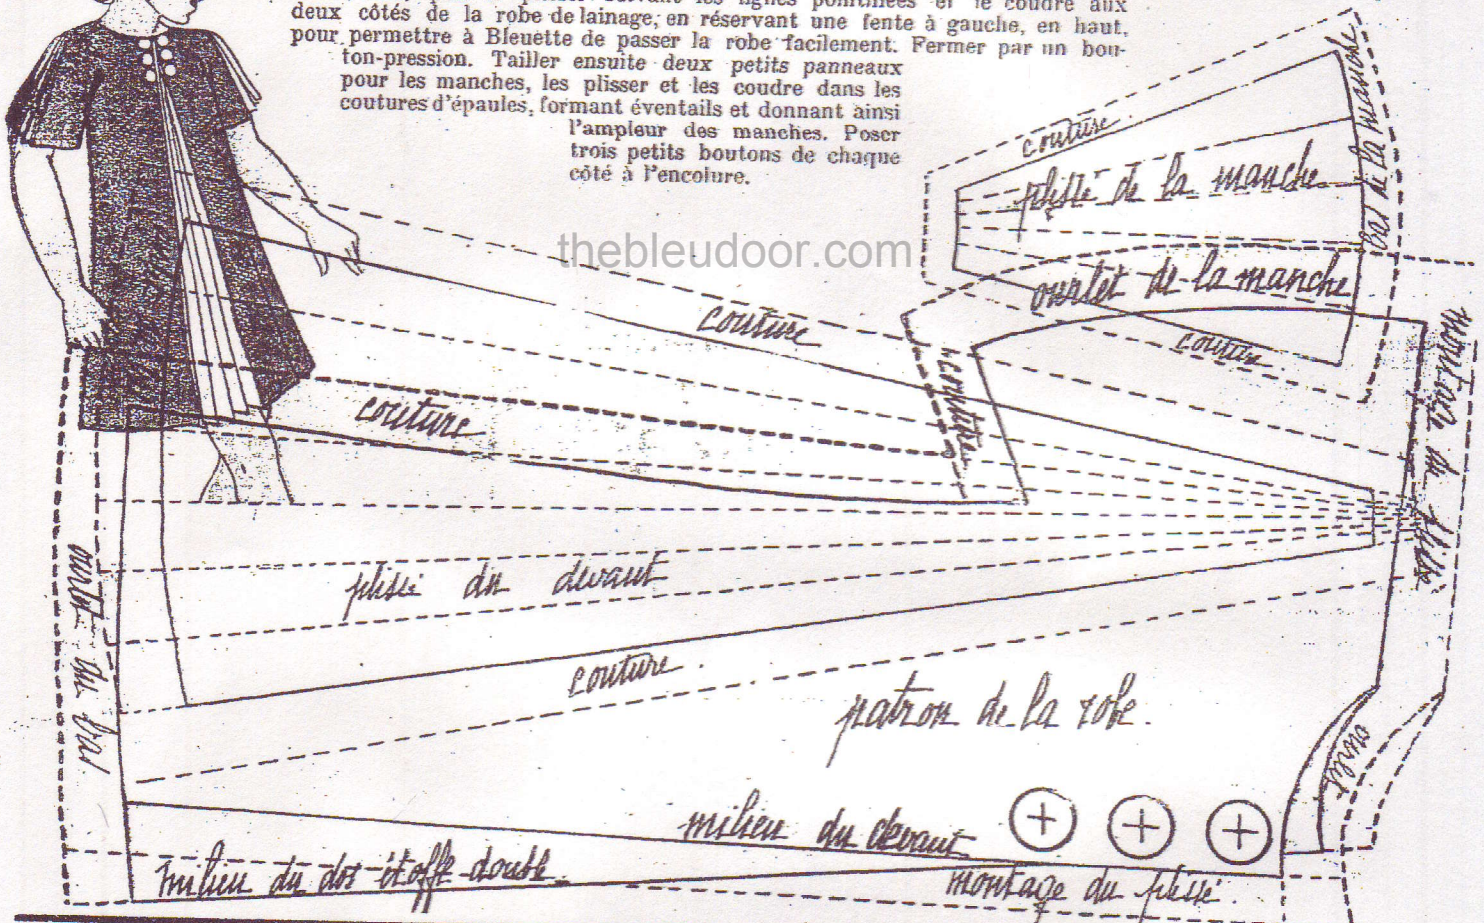 deux côtés de la robe de lainage, en réservant une fente à gauche, en haut,
pour permettre à Bleuette de passer la robe facilement. Fermer par un bou-
ton-pression. Tailler ensuite deux petits panneaux
pour les manches, les plisser et les coudre dans les
coutures d'épaules, formant éventails et donnant ainsi
l'ampleur des manches. Poser
trois petits boutons de chaque
côté à l'encolure.
couture
bas de la manche
plissé de la manche
thebleudoor.com
ourlet de la manche
couture
couture
couture
couture
montage du plissé
ourlet du bas
plissé du devant
couture
patron de la robe.
ourlet
milieu du devant
milieu du dos étoffe double
montage du plissé.